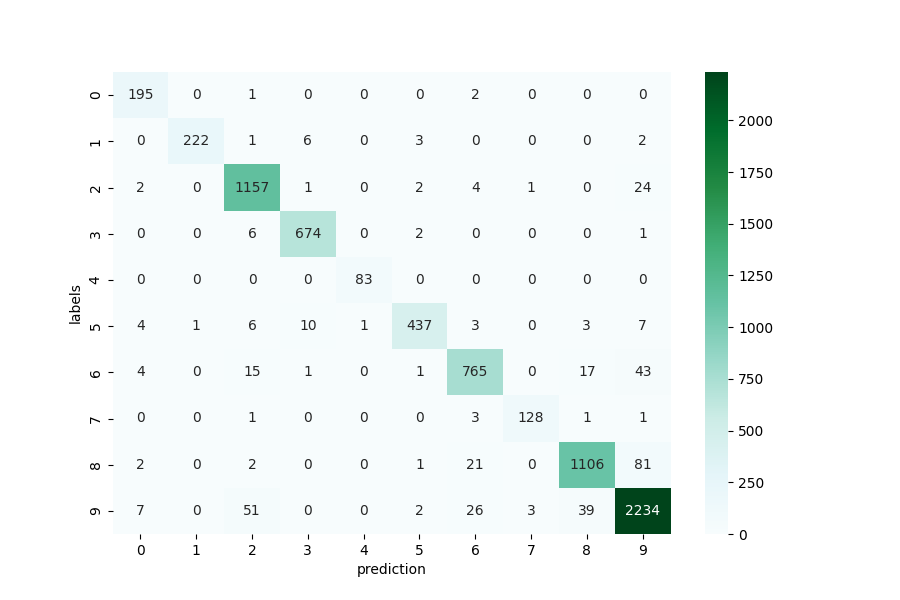 0 195 0 1 0 0 0 2 0 0 0
1 0 222 1 6 0 3 0 0 0 2
2 2 0 1157 1 0 2 4 1 0 24
3 0 0 6 674 0 2 0 0 0 1
4 0 0 0 0 83 0 0 0 0 0
5 4 1 6 10 1 437 3 0 3 7
6 4 0 15 1 0 1 765 0 17 43
7 0 0 1 0 0 0 3 128 1 1
8 2 0 2 0 0 1 21 0 1106 81
9 7 0 51 0 0 2 26 3 39 2234
0 1 2 3 4 5 6 7 8 9
prediction
labels
2000
1750
1500
1250
1000
750
500
250
0